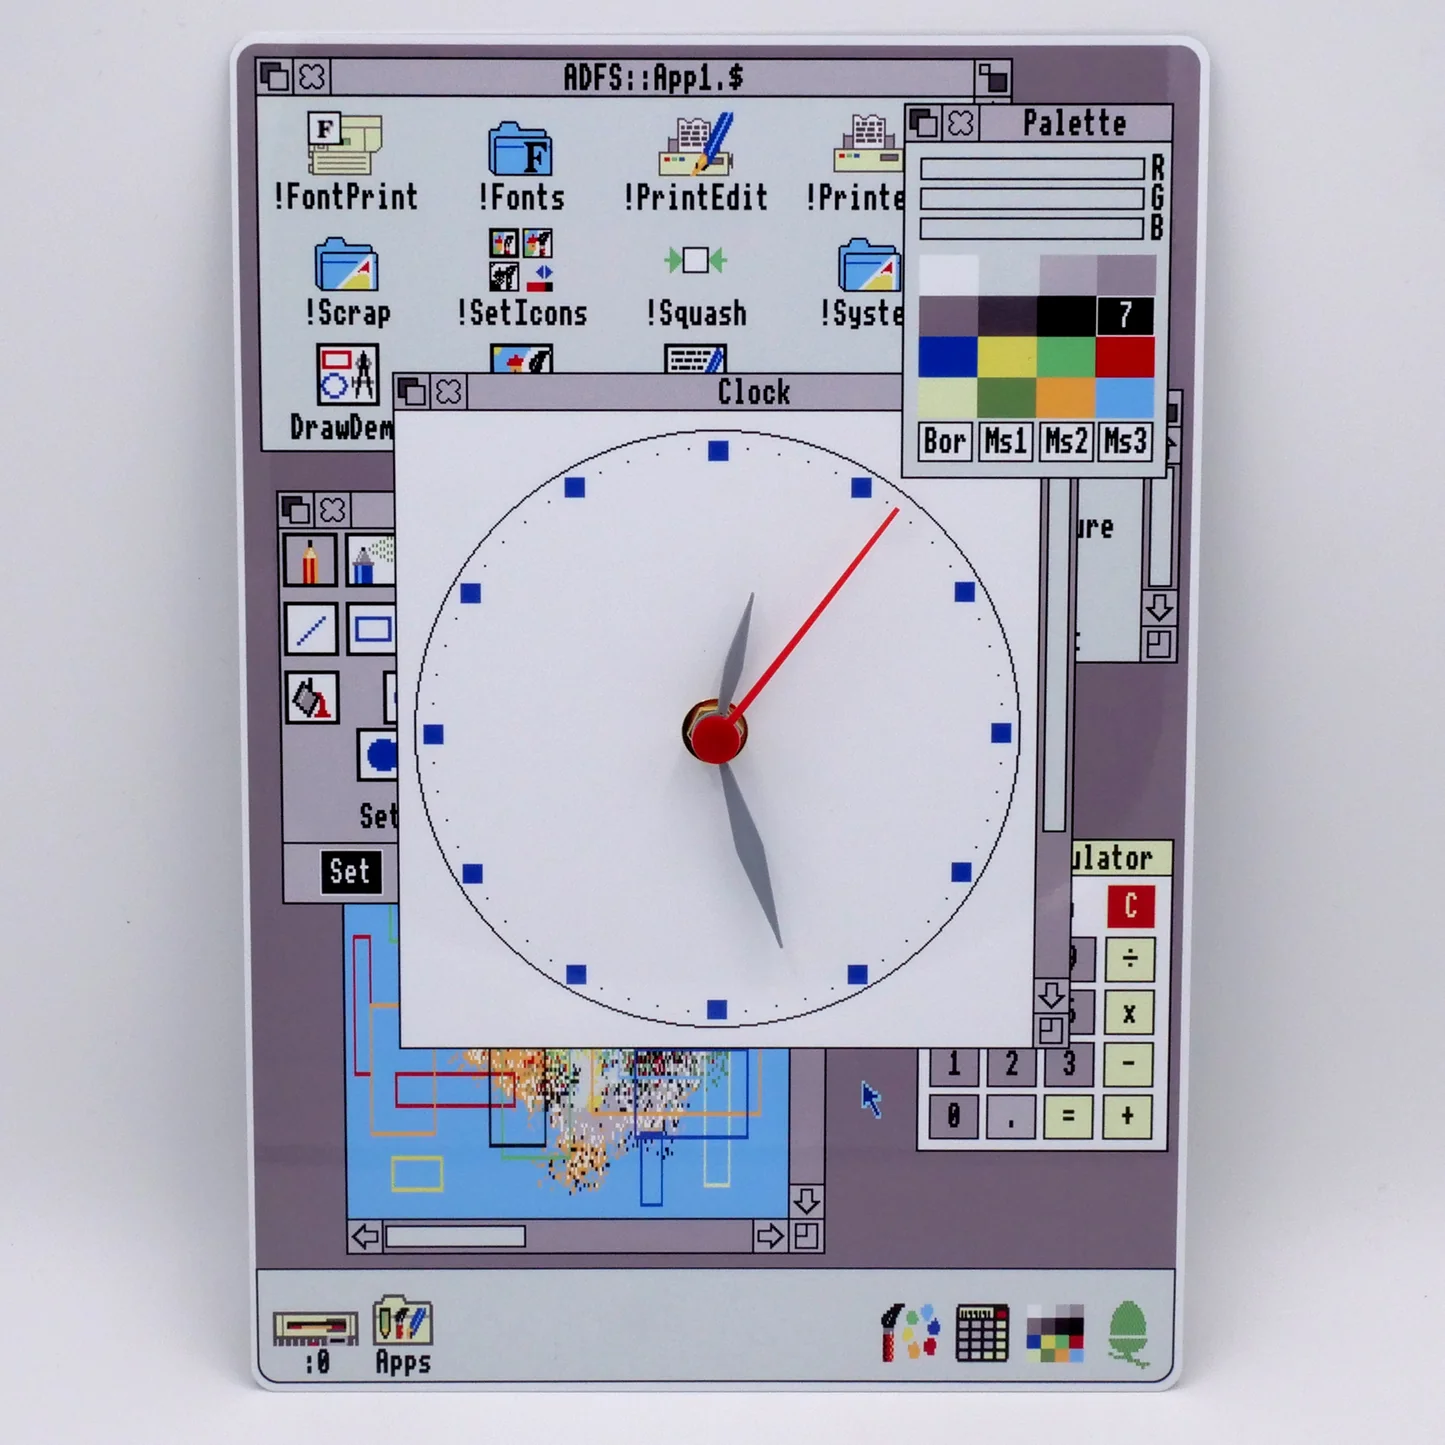 ADFS::App1.$
F
!FontPrint
F
!Fonts
!PrintEdit
!Printe
!Scrap
!SetIcons
!Squash
!Syste
DrawDem
Palette
R
G
B
7
Bor Ms1 Ms2 Ms3
Clock
ure
Set
Set
ulator
C
÷
x
1 2 3 -
0 . = +
:0
Apps